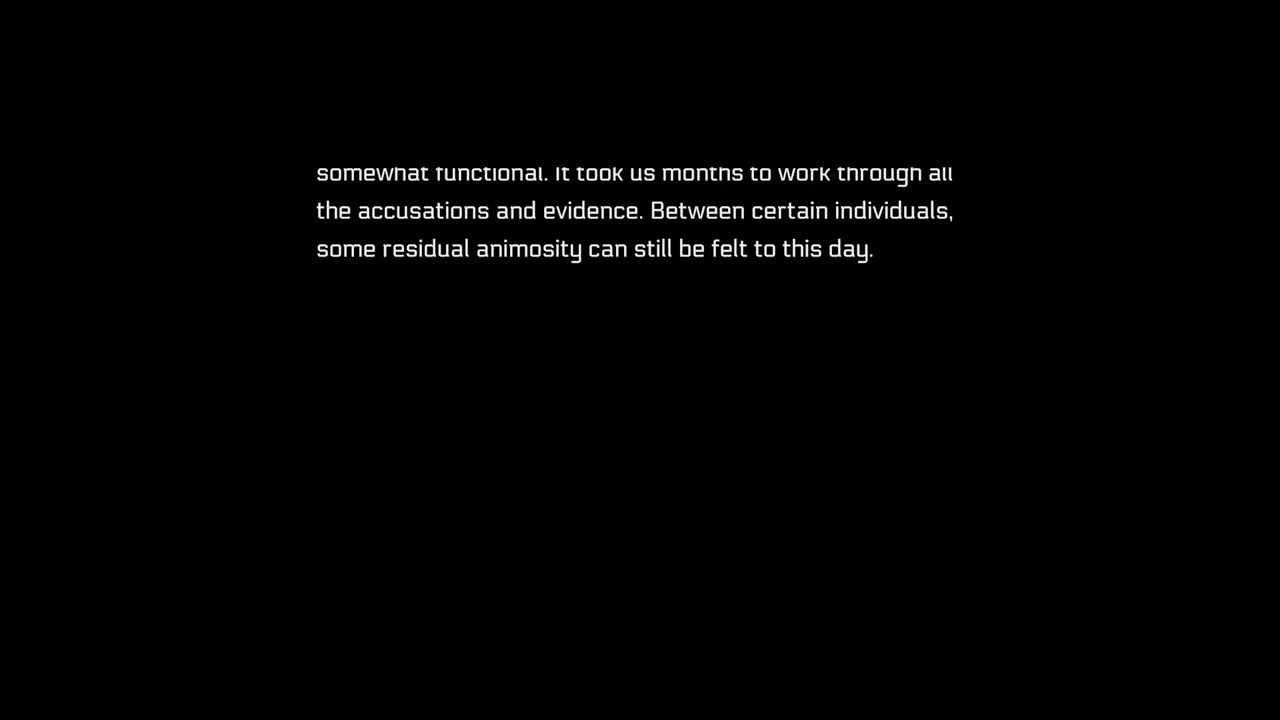 somewhat functional. It took us months to work through all
the accusations and evidence. Between certain individuals,
some residual animosity can still be felt to this day.